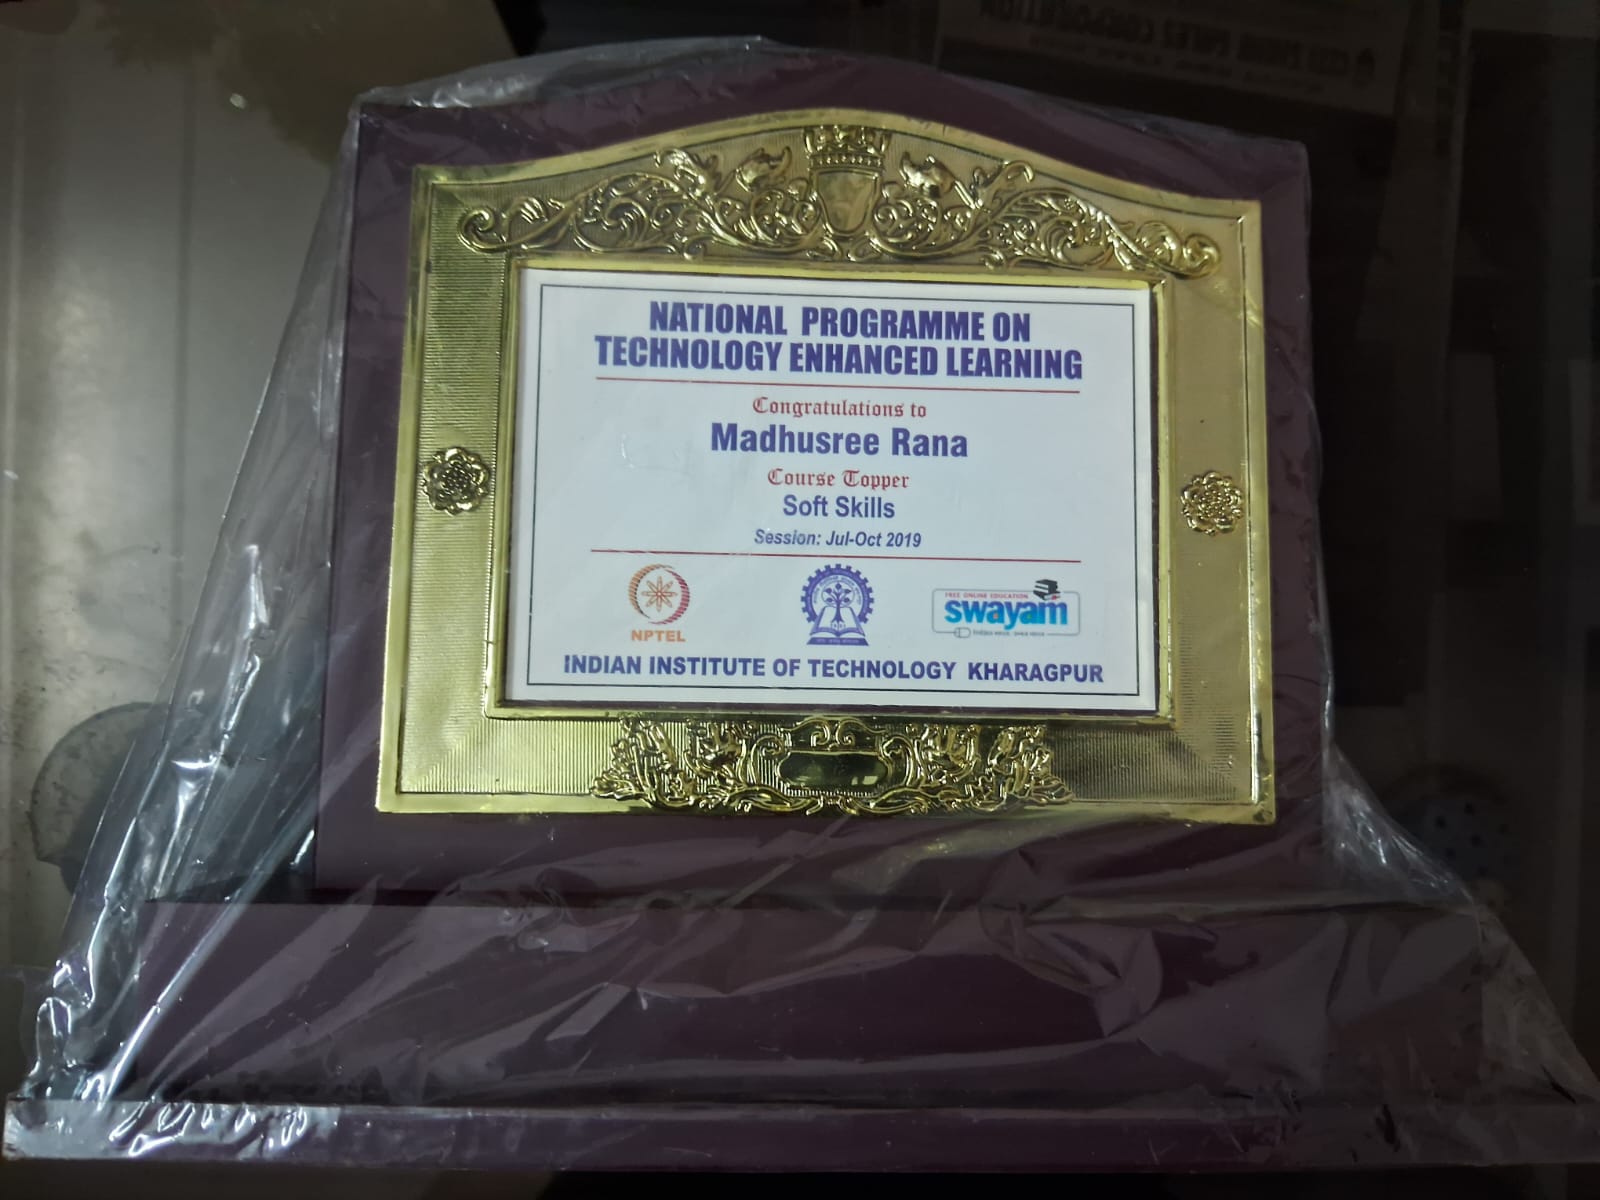 NATIONAL PROGRAMME ON
TECHNOLOGY ENHANCED LEARNING
Congratulations to
Madhusree Rana
Course Topper
Soft Skills
Session: Jul-Oct 2019
NPTEL
FREE ONLINE EDUCATION
swayam
INDIAN INSTITUTE OF TECHNOLOGY KHARAGPUR